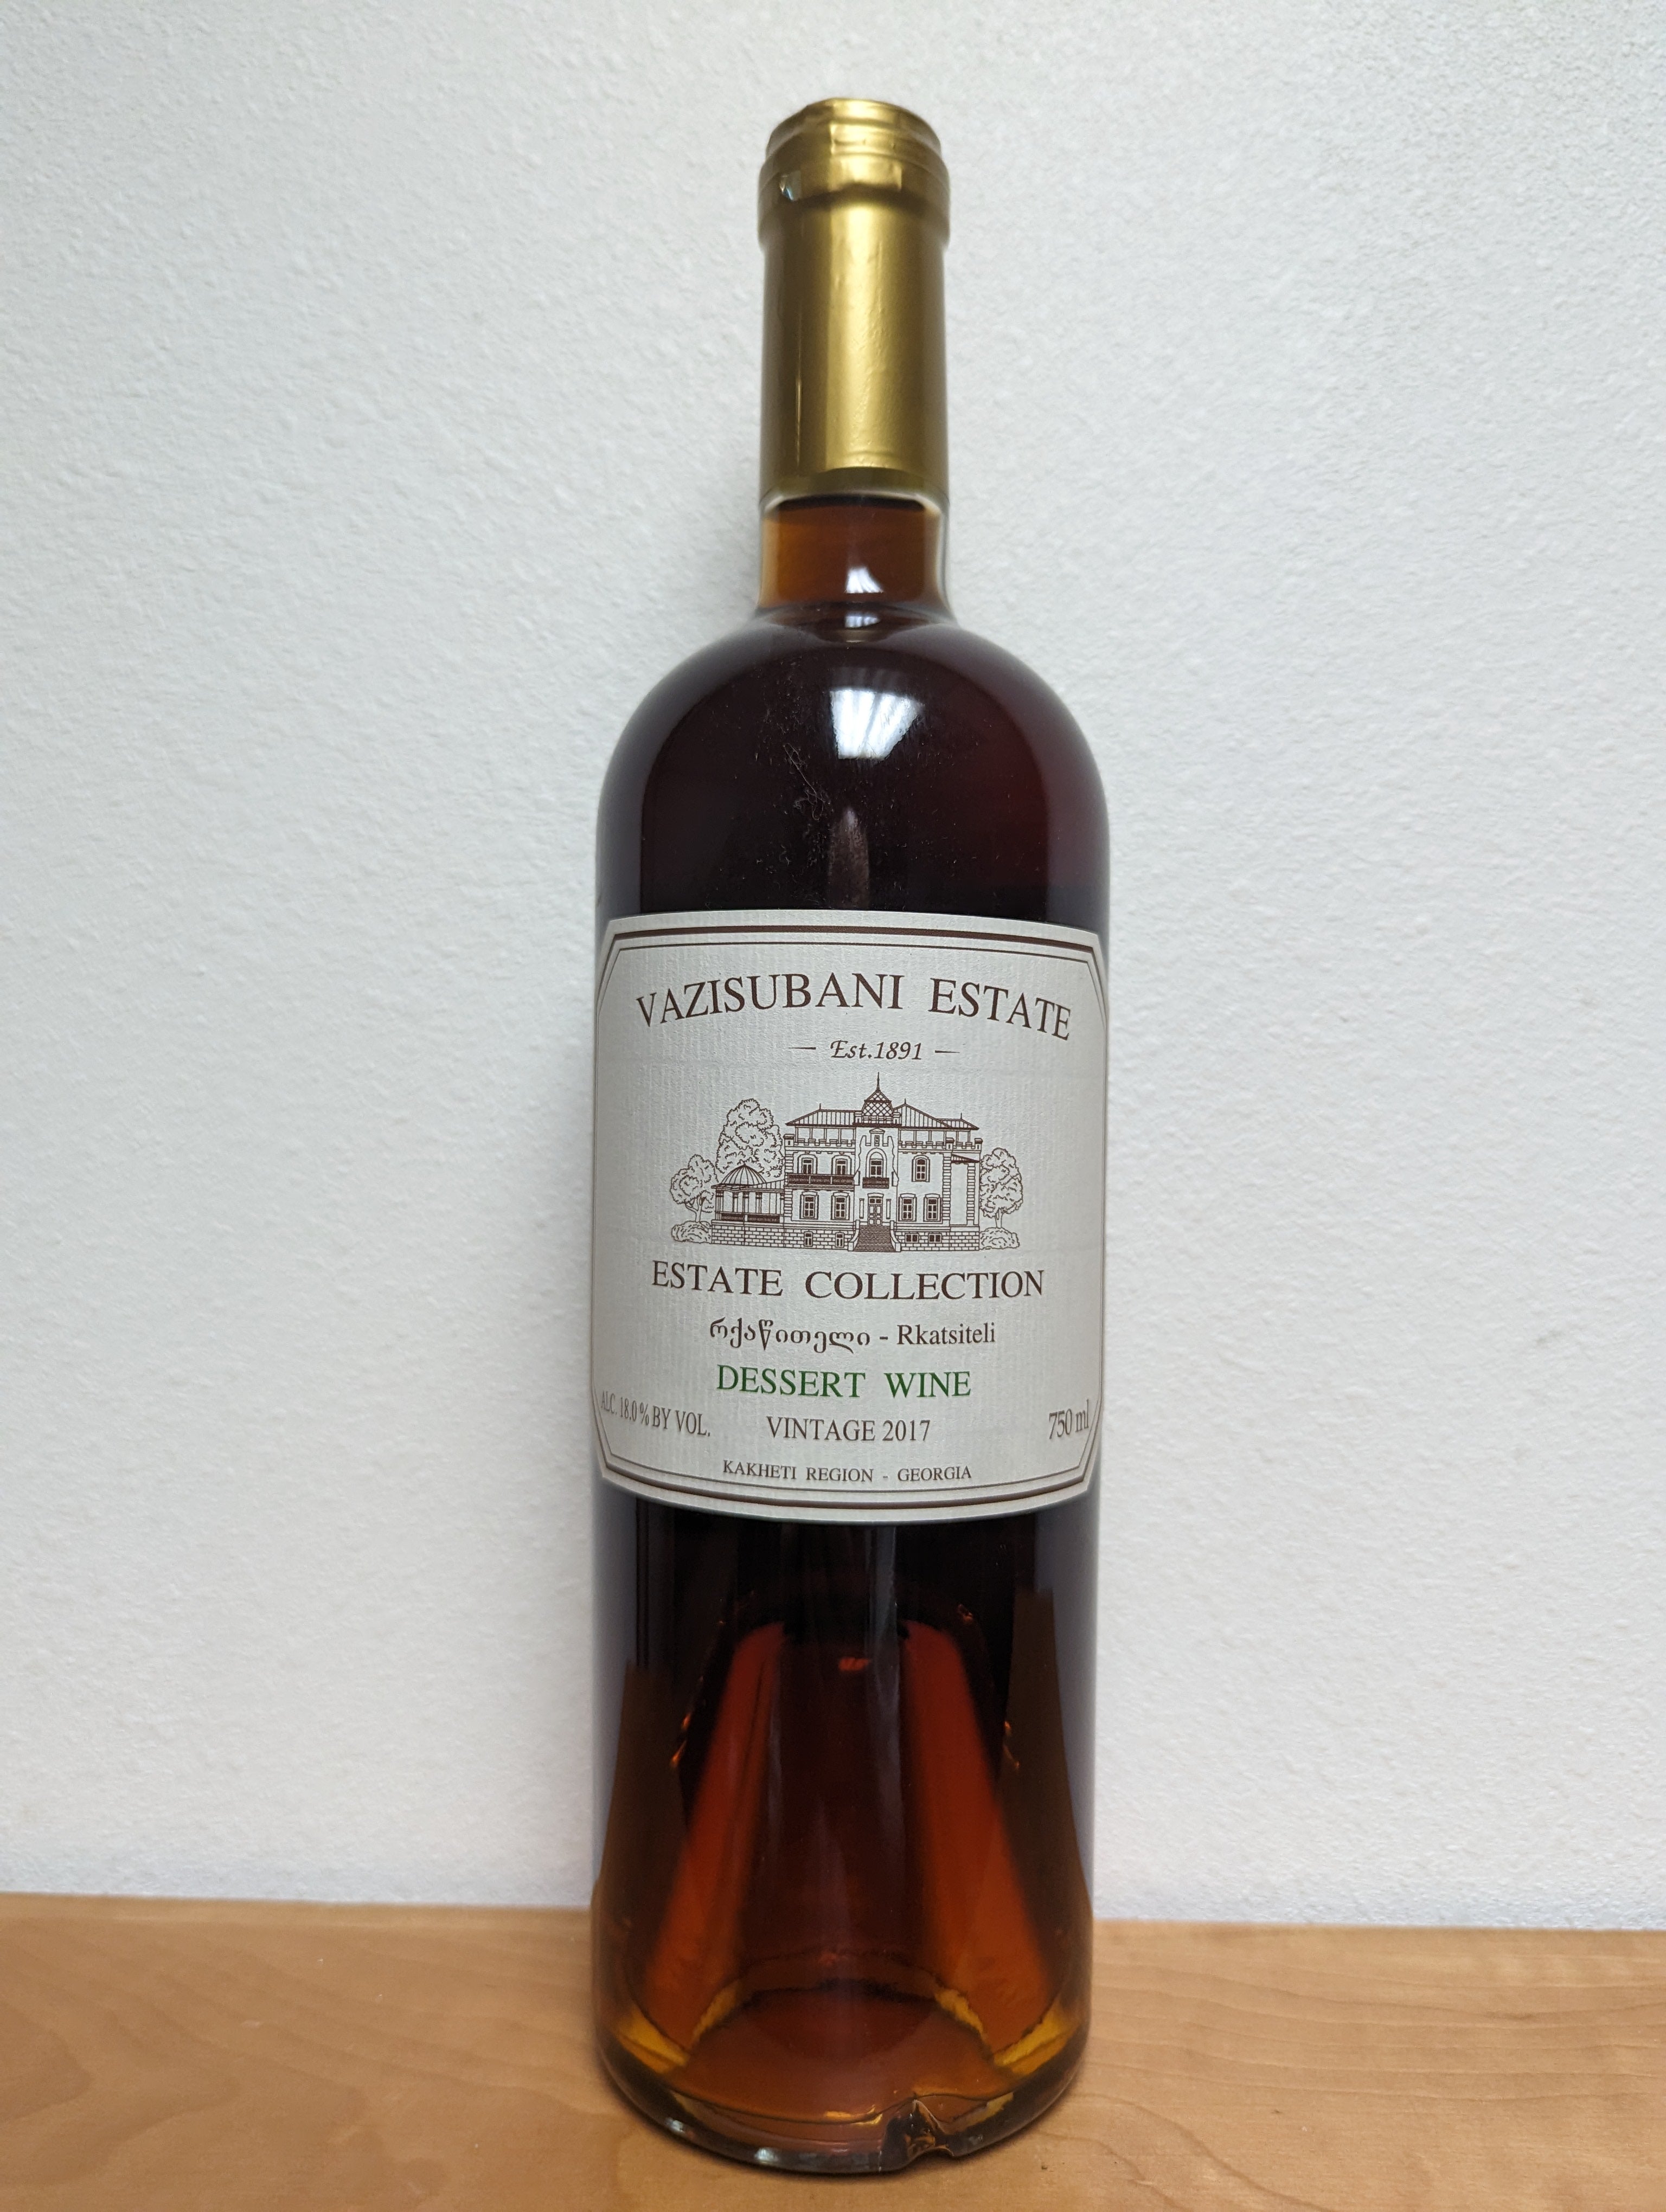 VAZISUBANI ESTATE
— Est.1891 —
ESTATE COLLECTION
რქაწითელი - Rkatsiteli
DESSERT WINE
ALC. 18.0% BY VOL. VINTAGE 2017 750 ml
KAKHETI REGION - GEORGIA